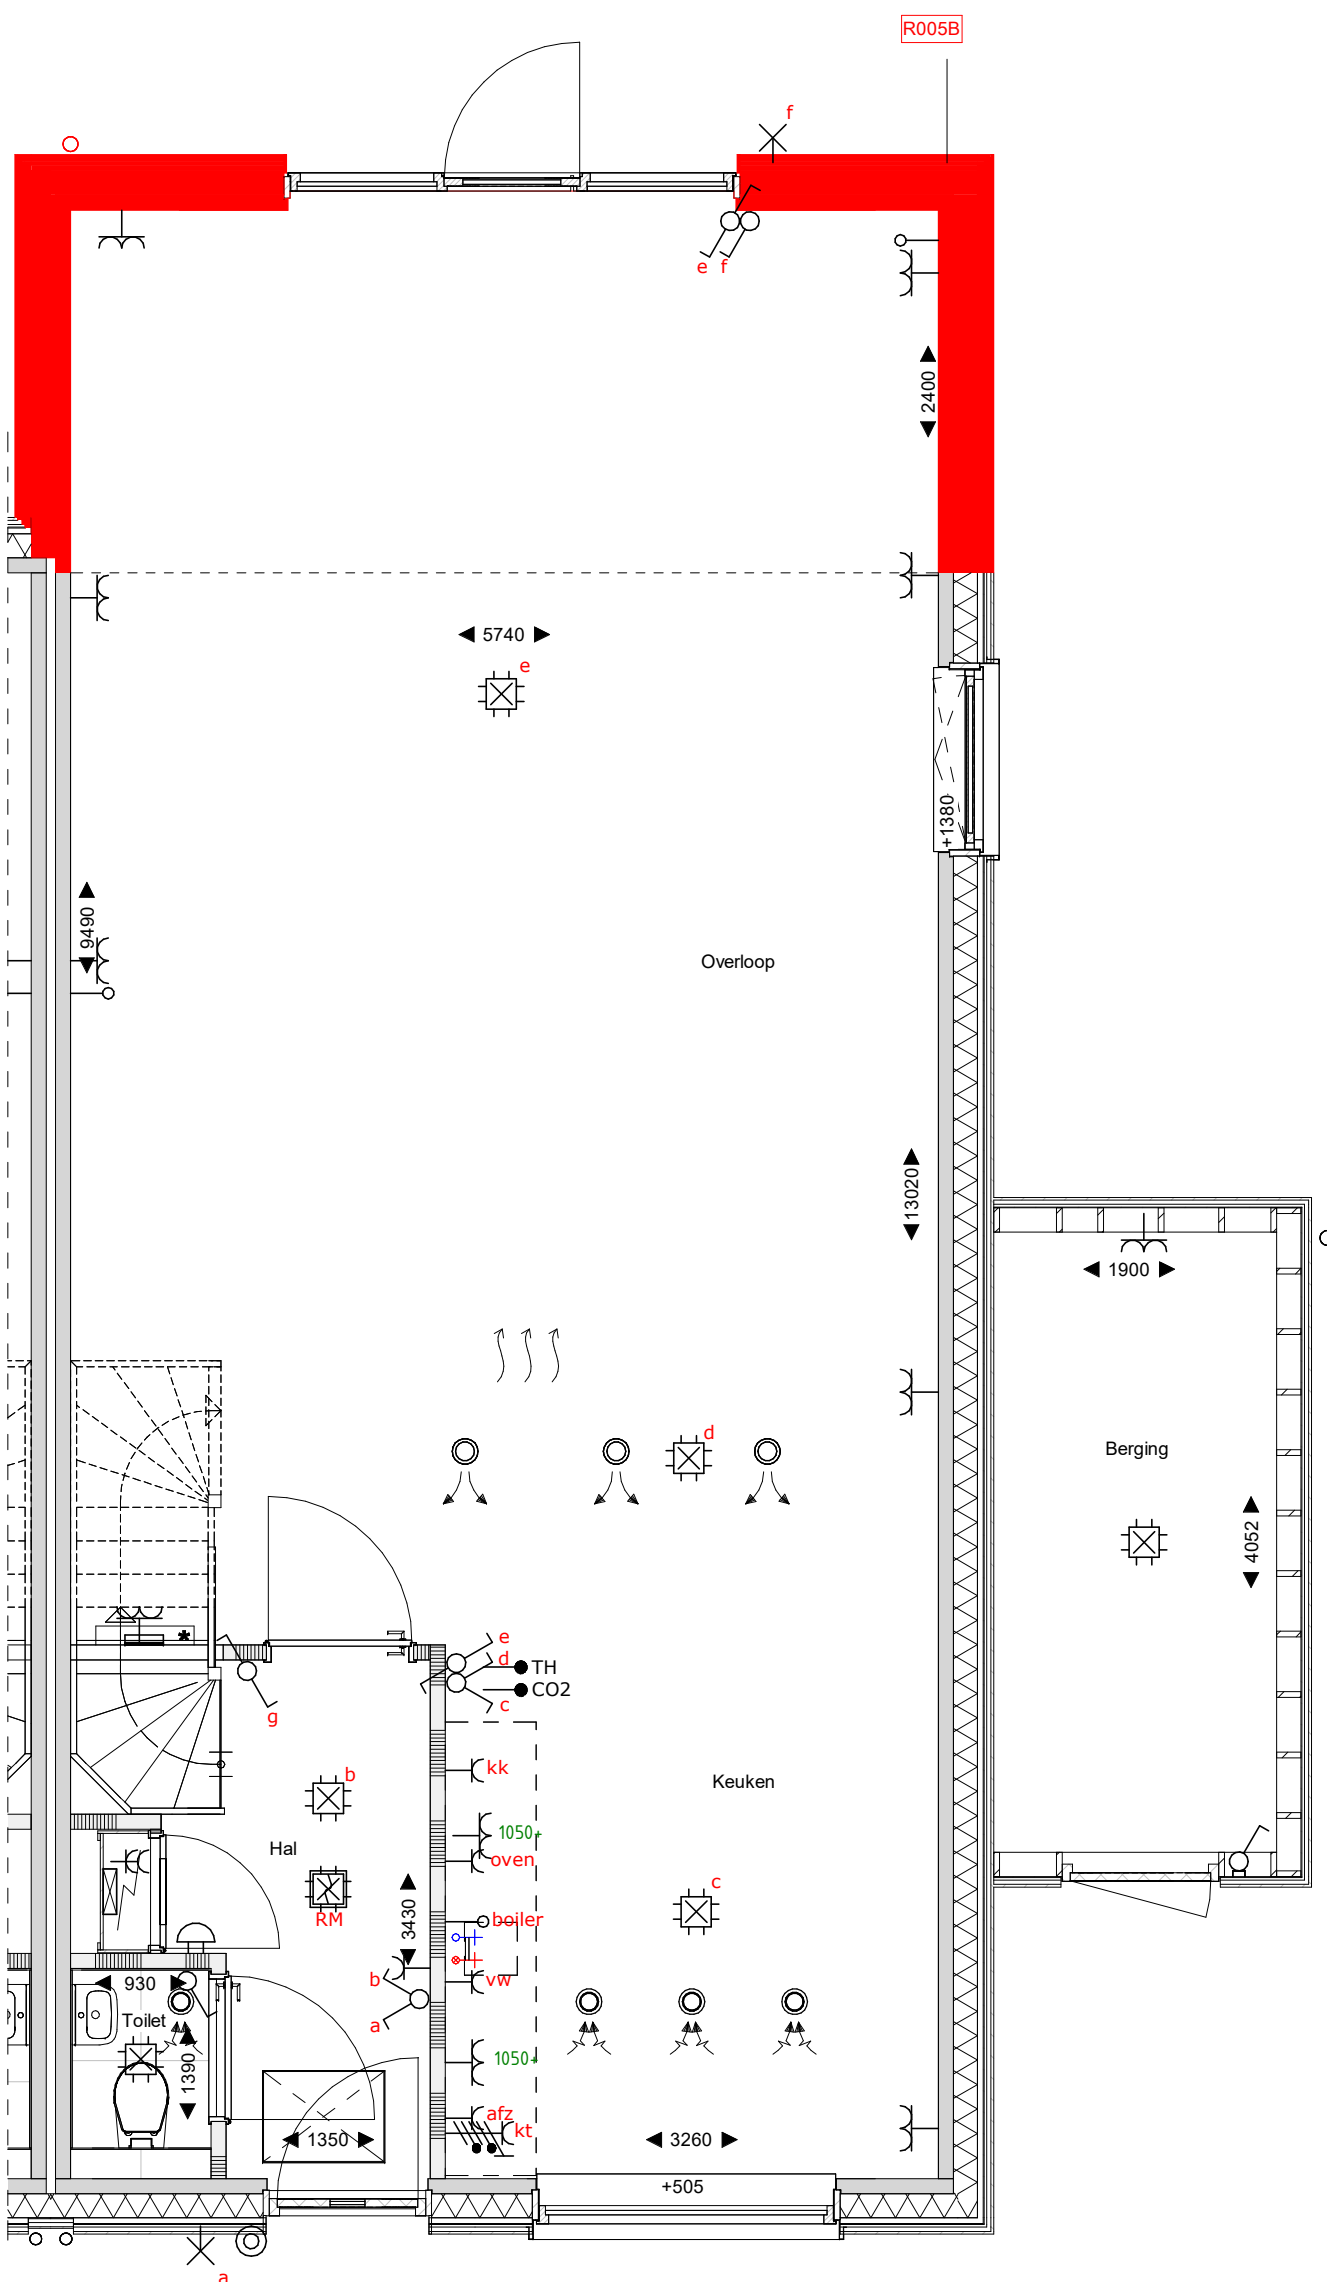 R005B
f
e f
2400
5740
e
+1380
9490
Overloop
13020
1900
d
Berging
4052
e
d
TH
CO2
c
g
kk
b
Keuken
1050+
Hal
oven
c
RM
boiler
3430
b
vw
930
a
Toilet
1050+
1390
afz
kt
1350
3260
+505
a
*